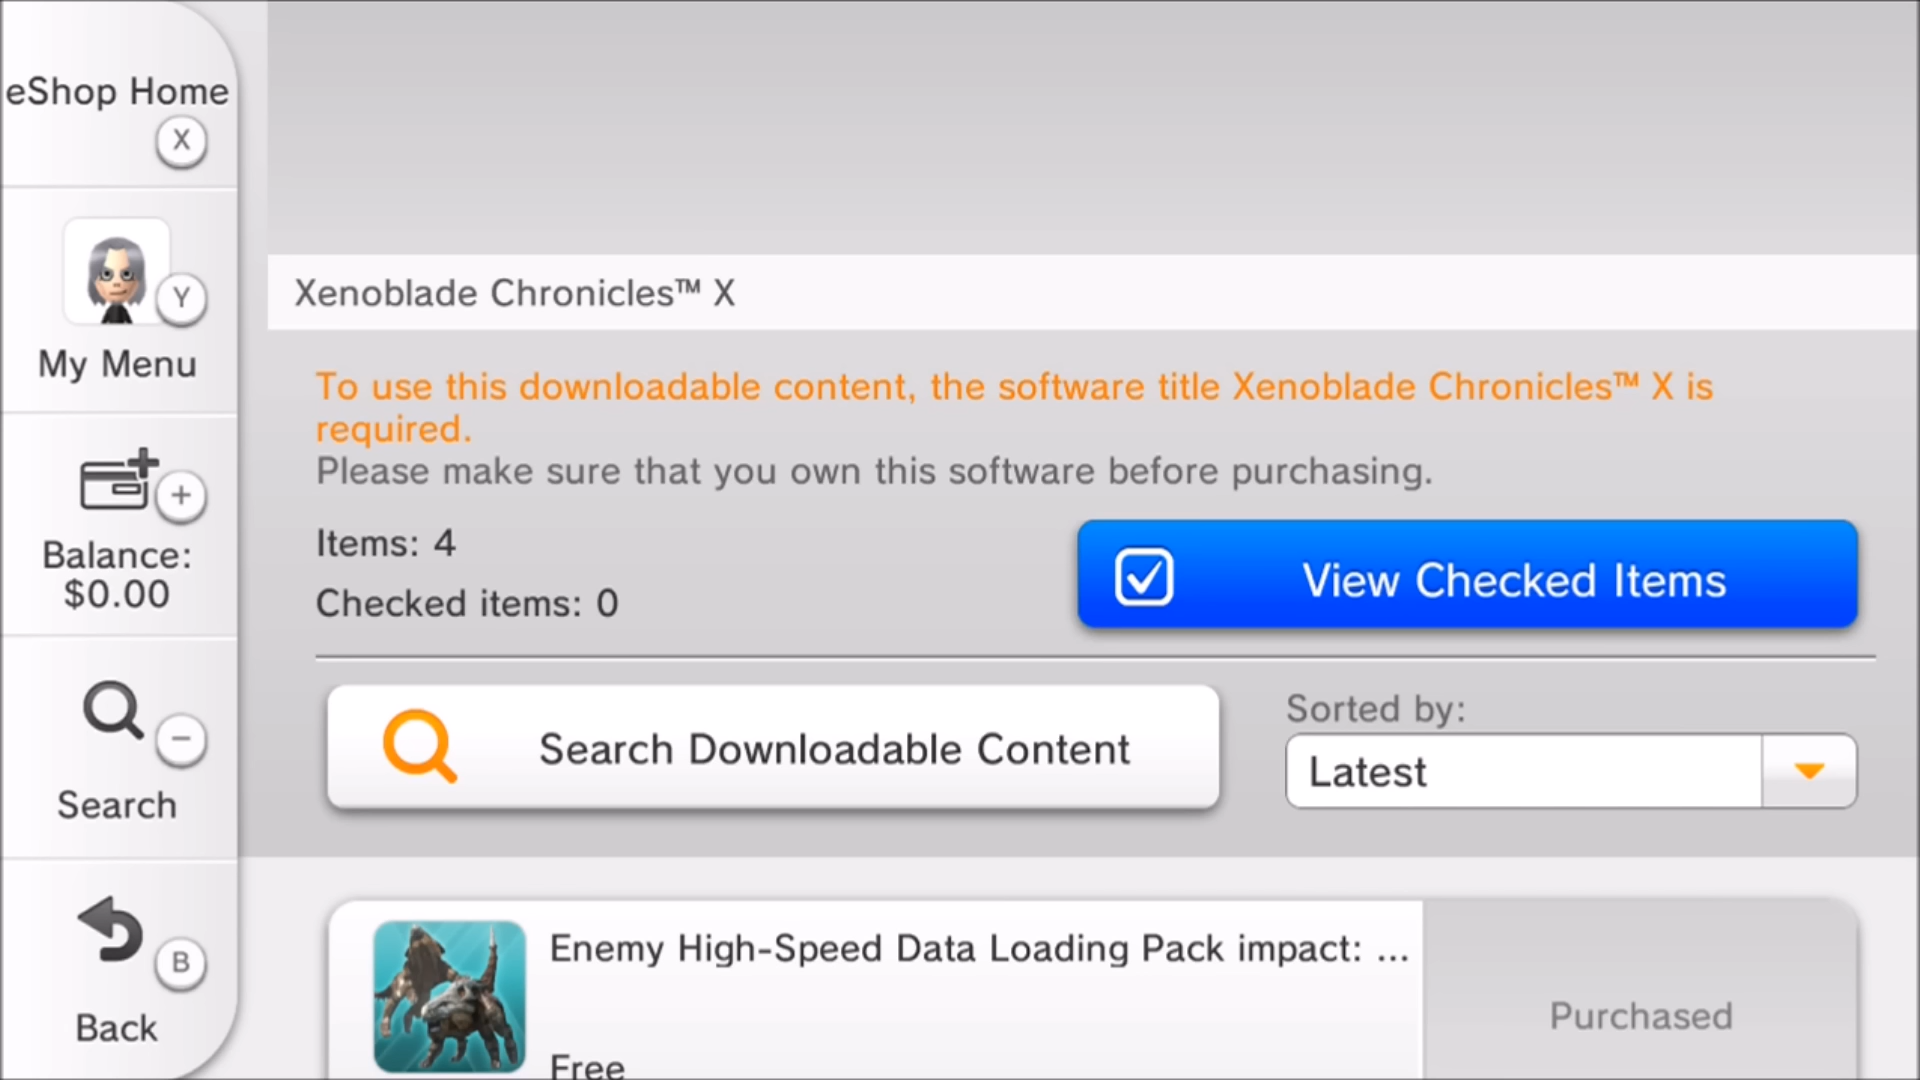 eShop Home
X
Y
My Menu
+
Balance:
$0.00
−
Search
B
Back
Xenoblade Chronicles™ X
To use this downloadable content, the software title Xenoblade Chronicles™ X is
required.
Please make sure that you own this software before purchasing.
Items: 4
Checked items: 0
View Checked Items
Search Downloadable Content
Sorted by:
Latest
Enemy High-Speed Data Loading Pack impact: ...
Free
Purchased